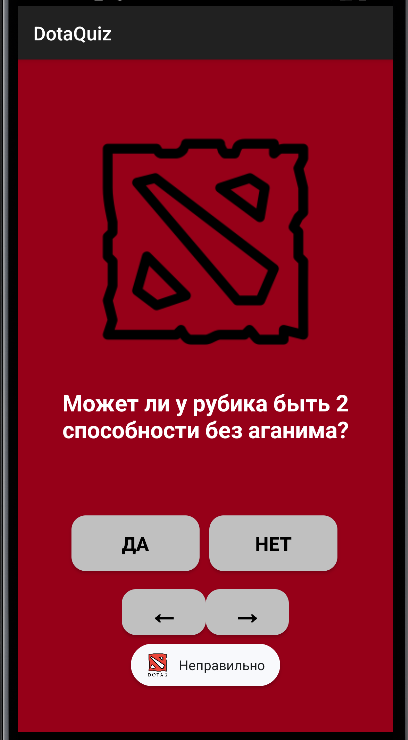 DotaQuiz
Может ли у рубика быть 2
способности без аганима?
ДА НЕТ
← →
Неправильно